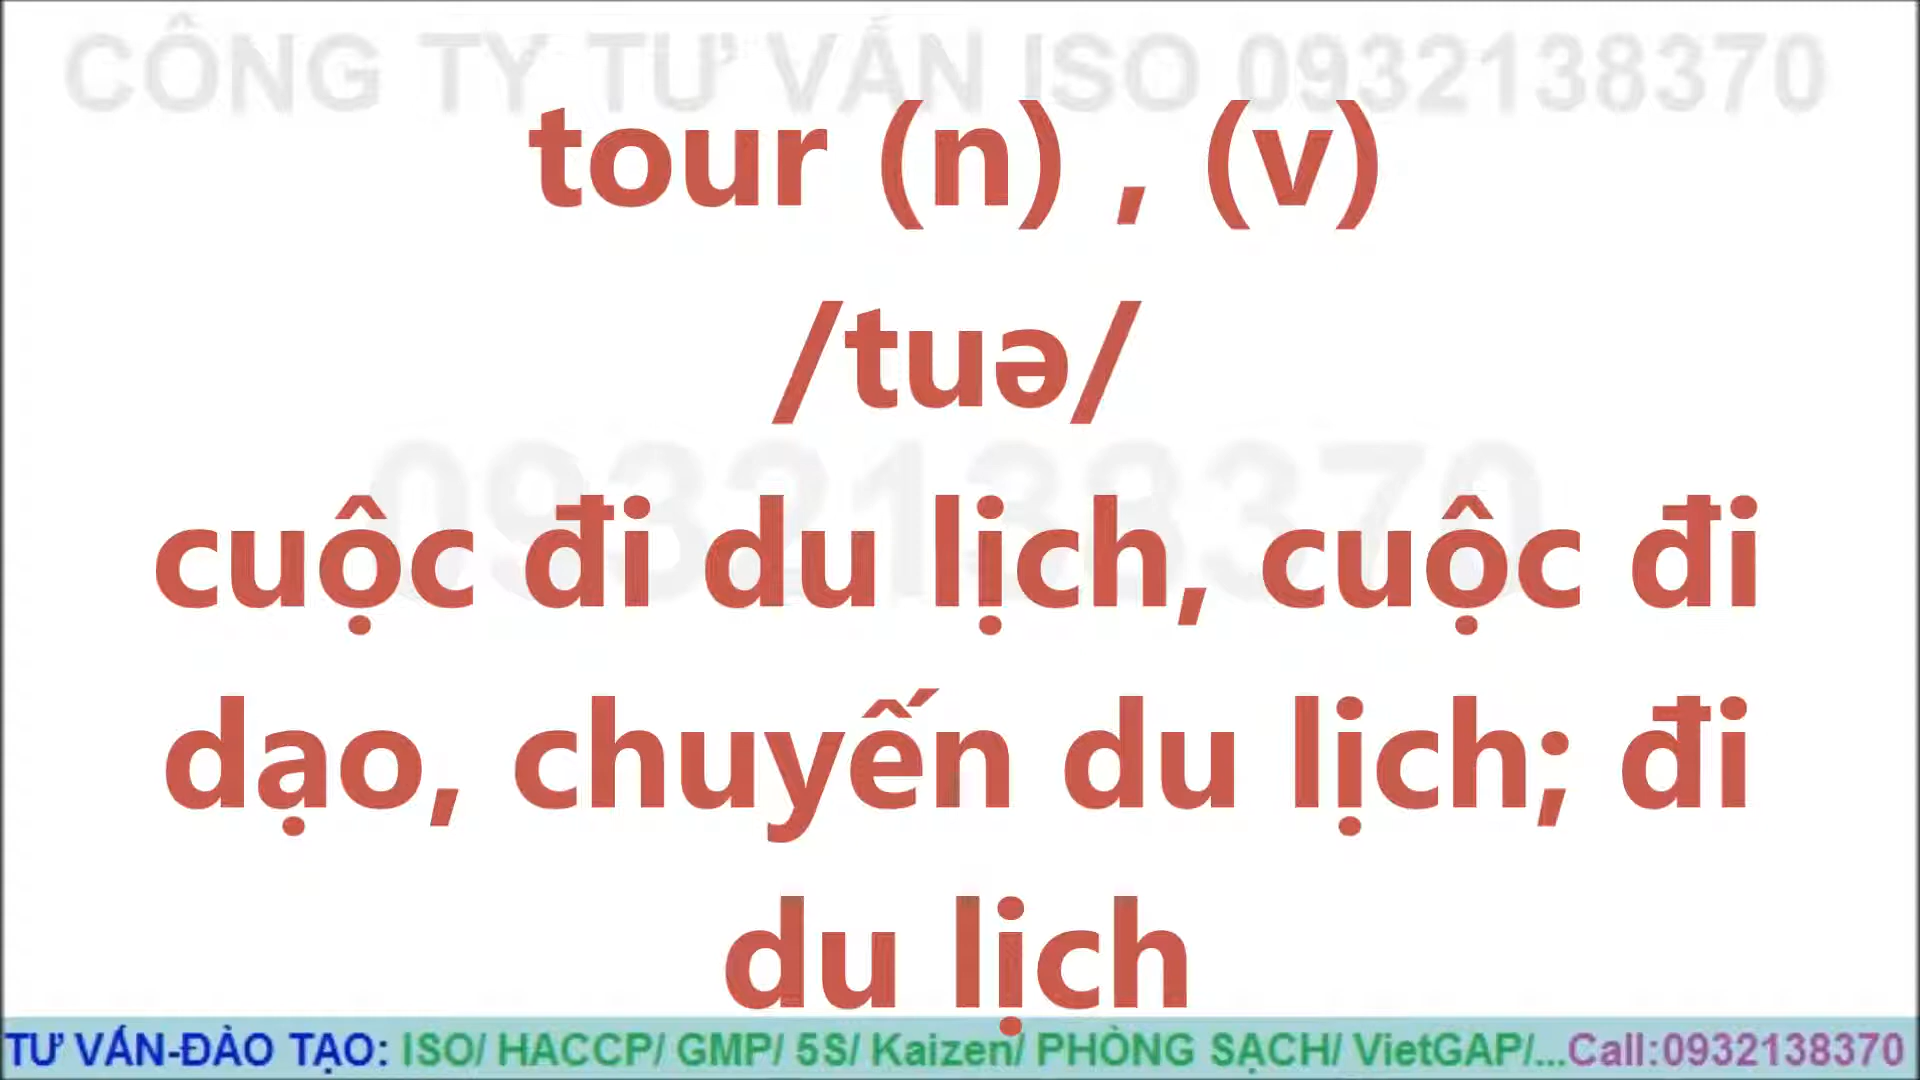 CÔNG TY TƯ VẤN ISO 0932138370
tour (n) , (v)
/tuə/
0932138370
cuộc đi du lịch, cuộc đi
dạo, chuyến du lịch; đi
du lịch
TƯ VẤN-ĐÀO TẠO: ISO/ HACCP/ GMP/ 5S/ Kaizen/ PHÒNG SẠCH/ VietGAP/...Call:0932138370